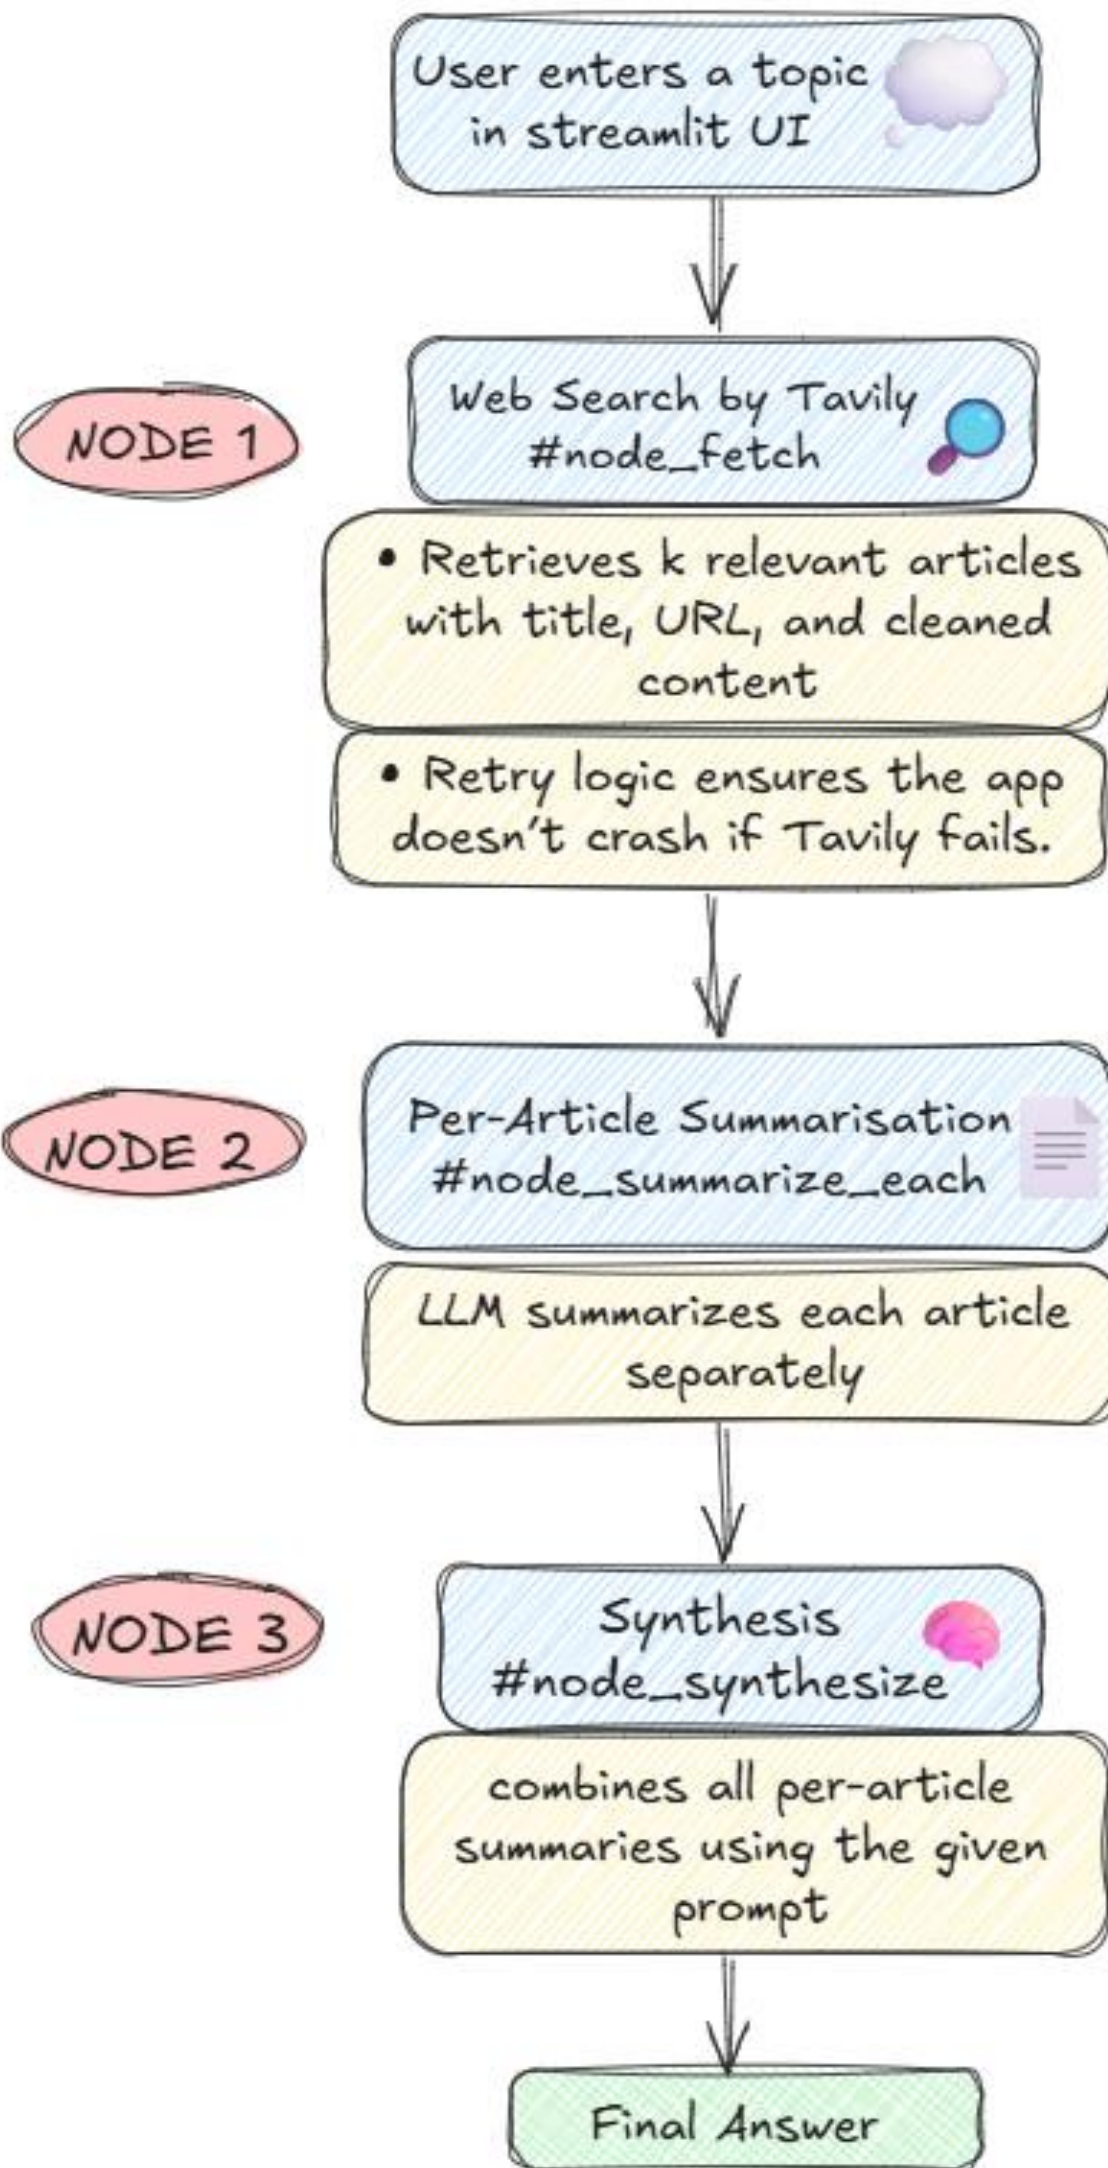 User enters a topic
in streamlit UI
NODE 1
Web Search by Tavily
#node_fetch
• Retrieves k relevant articles
with title, URL, and cleaned
content
• Retry logic ensures the app
doesn't crash if Tavily fails.
NODE 2
Per-Article Summarisation
#node_summarize_each
LLM summarizes each article
separately
NODE 3
Synthesis
#node_synthesize
combines all per-article
summaries using the given
prompt
Final Answer